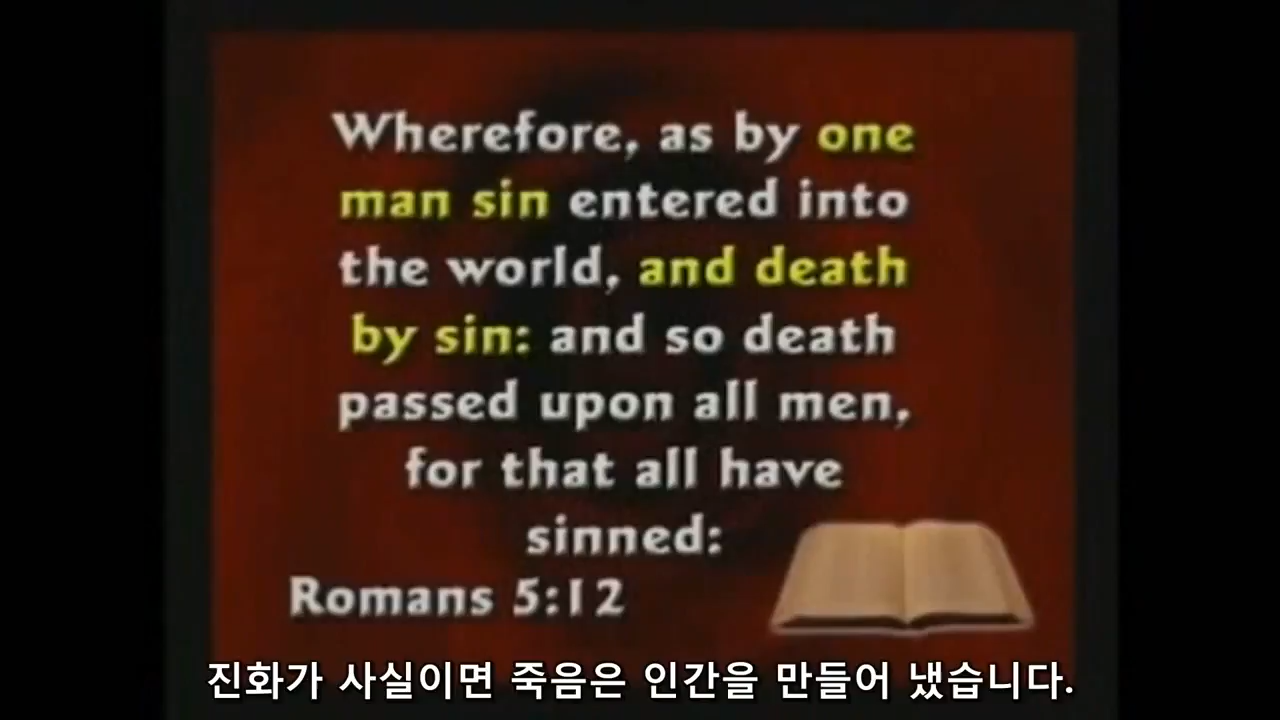 Wherefore, as by one
man sin entered into
the world, and death
by sin: and so death
passed upon all men,
for that all have
sinned:
Romans 5:12
진화가 사실이면 죽음은 인간을 만들어 냈습니다.